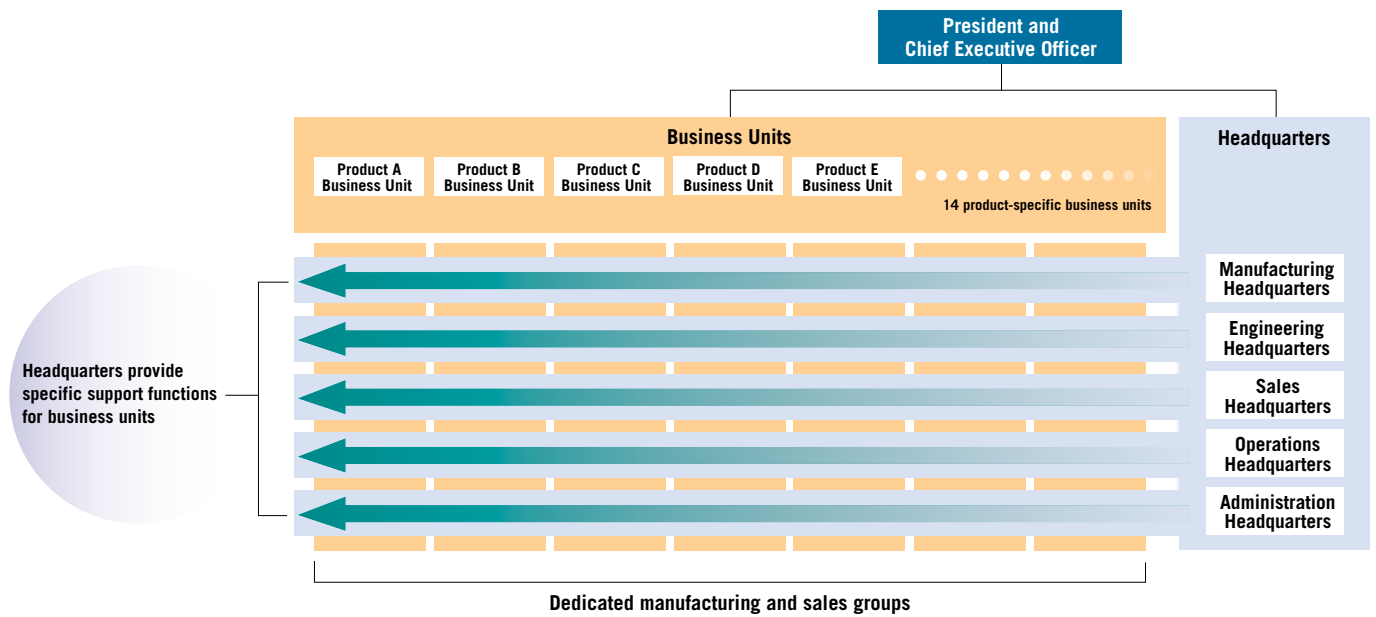 President and
Chief Executive Officer
Business Units
Headquarters
Product A
Business Unit
Product B
Business Unit
Product C
Business Unit
Product D
Business Unit
Product E
Business Unit
14 product-specific business units
Manufacturing
Headquarters
Engineering
Headquarters
Sales
Headquarters
Operations
Headquarters
Administration
Headquarters
Headquarters provide
specific support functions
for business units
Dedicated manufacturing and sales groups